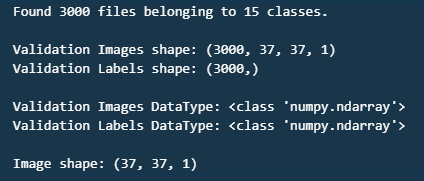 Found 3000 files belonging to 15 classes.
Validation Images shape: (3000, 37, 37, 1)
Validation Labels shape: (3000,)
Validation Images DataType: <class 'numpy.ndarray'>
Validation Labels DataType: <class 'numpy.ndarray'>
Image shape: (37, 37, 1)